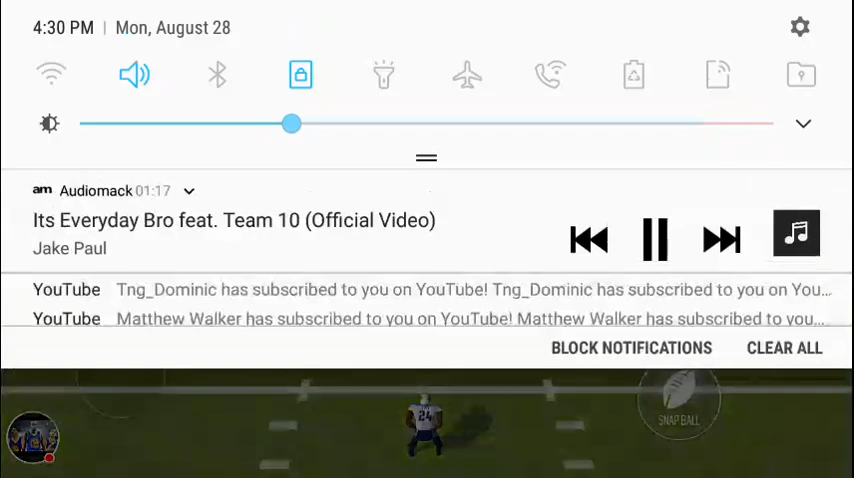 4:30 PM | Mon, August 28
am Audiomack 01:17
Its Everyday Bro feat. Team 10 (Official Video)
Jake Paul
YouTube Tng_Dominic has subscribed to you on YouTube! Tng_Dominic has subscribed to you on You...
YouTube Matthew Walker has subscribed to you on YouTube! Matthew Walker has subscribed to you...
BLOCK NOTIFICATIONS CLEAR ALL
24
SNAP BALL